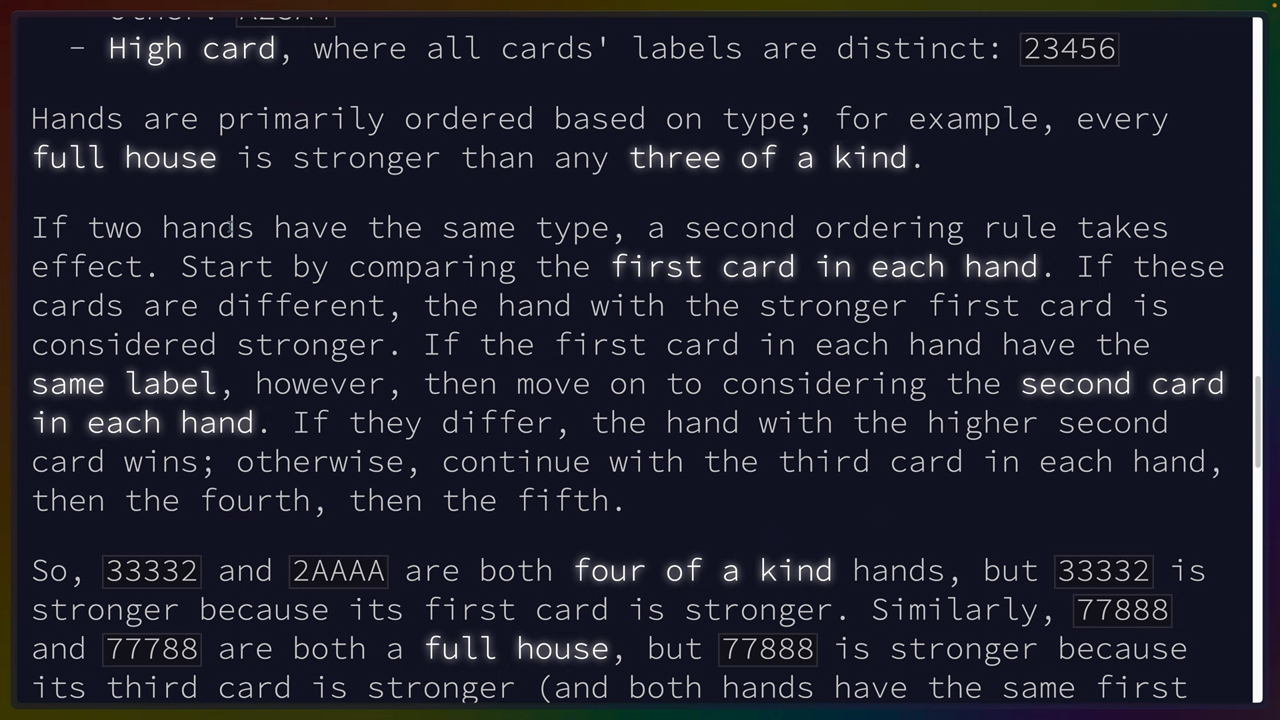 - High card, where all cards' labels are distinct: 23456
Hands are primarily ordered based on type; for example, every
full house is stronger than any three of a kind.
If two hands have the same type, a second ordering rule takes
effect. Start by comparing the first card in each hand. If these
cards are different, the hand with the stronger first card is
considered stronger. If the first card in each hand have the
same label, however, then move on to considering the second card
in each hand. If they differ, the hand with the higher second
card wins; otherwise, continue with the third card in each hand,
then the fourth, then the fifth.
So, 33332 and 2AAAA are both four of a kind hands, but 33332 is
stronger because its first card is stronger. Similarly, 77888
and 77788 are both a full house, but 77888 is stronger because
its third card is stronger (and both hands have the same first